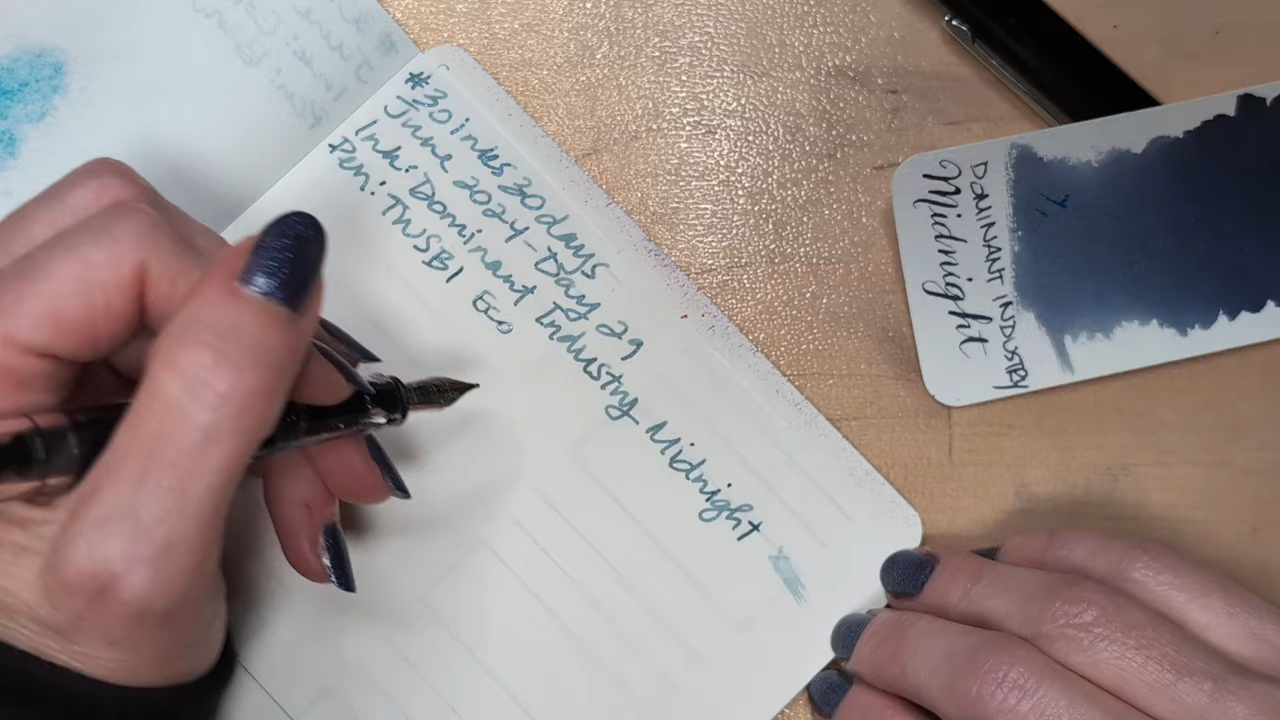 #30inks30days
June 2024-Day 29
Ink: Dominant Industry Midnight
Pen: TWSBI Eco
DOMINANT INDUSTRY
Midnight